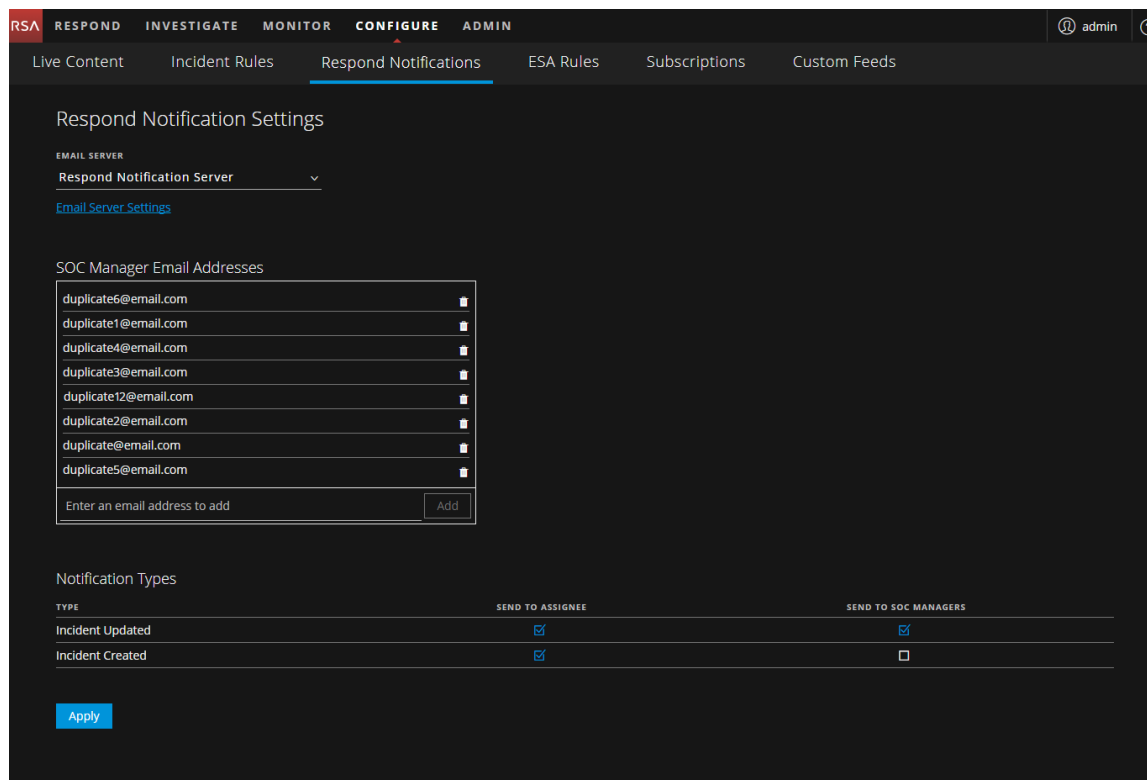 RSA RESPOND INVESTIGATE MONITOR CONFIGURE ADMIN admin
Live Content Incident Rules Respond Notifications ESA Rules Subscriptions Custom Feeds
Respond Notification Settings
EMAIL SERVER
Respond Notification Server
Email Server Settings
SOC Manager Email Addresses
duplicate6@email.com
duplicate1@email.com
duplicate4@email.com
duplicate3@email.com
duplicate12@email.com
duplicate2@email.com
duplicate@email.com
duplicate5@email.com
Enter an email address to add Add
Notification Types
TYPE SEND TO ASSIGNEE SEND TO SOC MANAGERS
Incident Updated
Incident Created
Apply